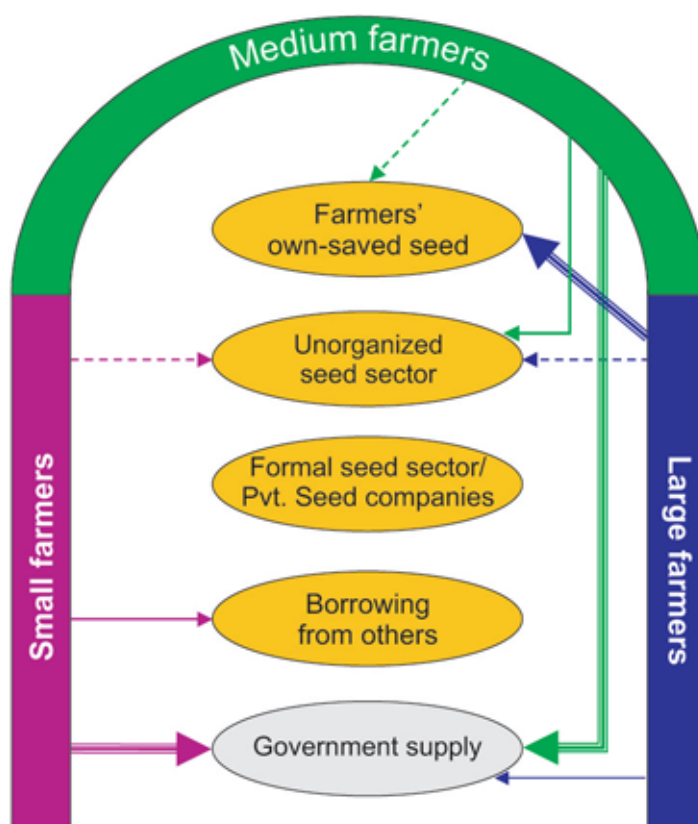 Medium farmers
Farmers'
own-saved seed
Unorganized
seed sector
Formal seed sector/
Pvt. Seed companies
Borrowing
from others
Government supply
Small farmers
Large farmers